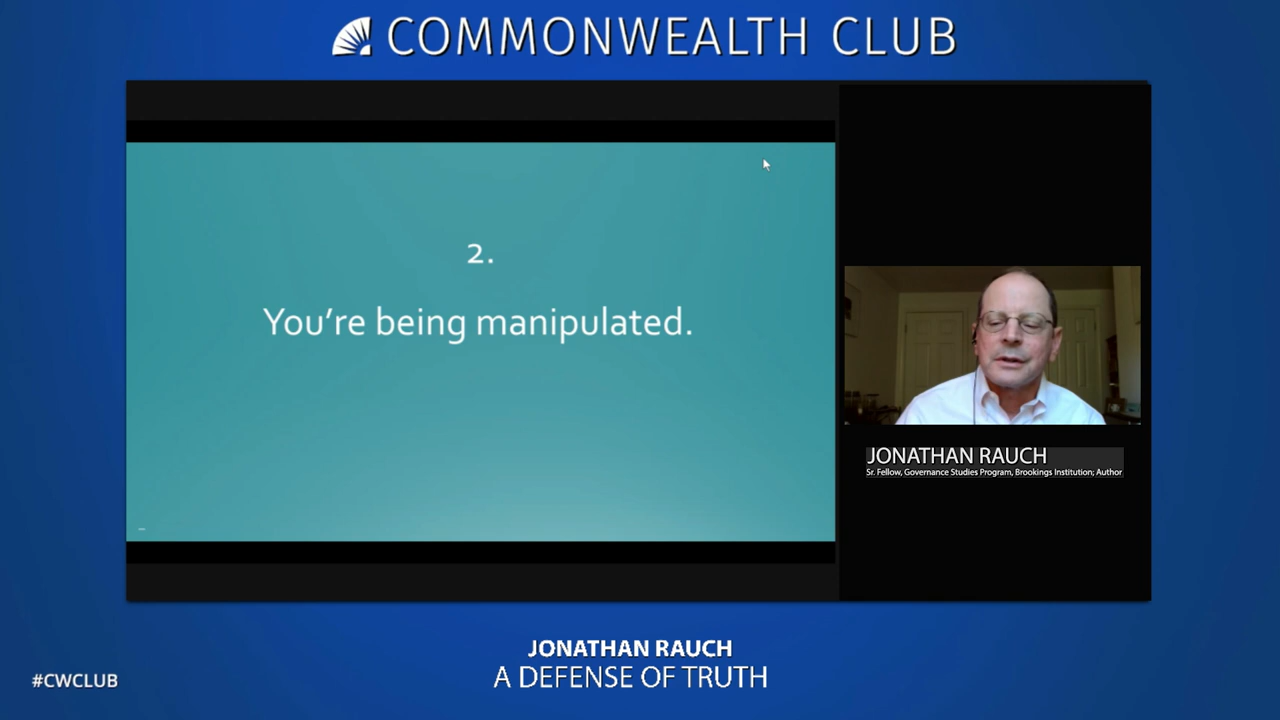 COMMONWEALTH CLUB
2.
You're being manipulated.
JONATHAN RAUCH
Sr. Fellow, Governance Studies Program, Brookings Institution; Author
JONATHAN RAUCH
A DEFENSE OF TRUTH
#CWCLUB